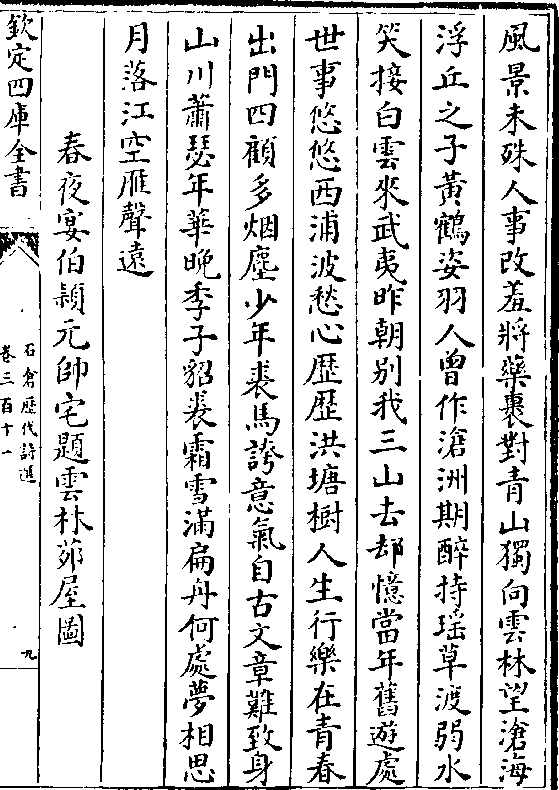 風景未殊人事改羞將藥裹對青山獨向雲林望滄海
浮丘之子黃鶴姿羽人曾作滄洲期醉持瑤草渡弱水
笑接白雲來武夷昨朝別我三山去却憶當年舊遊處
世事悠悠西浦波愁心歴歴洪塘樹人生行樂在青春
出門四顧多烟塵少年裘馬誇意氣自古文章難致身
山川蕭瑟年華晚季子貂裘霜雪滿扁舟何處夢相思
月落江空雁聲遠
春夜宴伯顔元帥宅題雲林茆屋圖
欽定四庫全書
石倉歴代詩選
卷三百十一
九